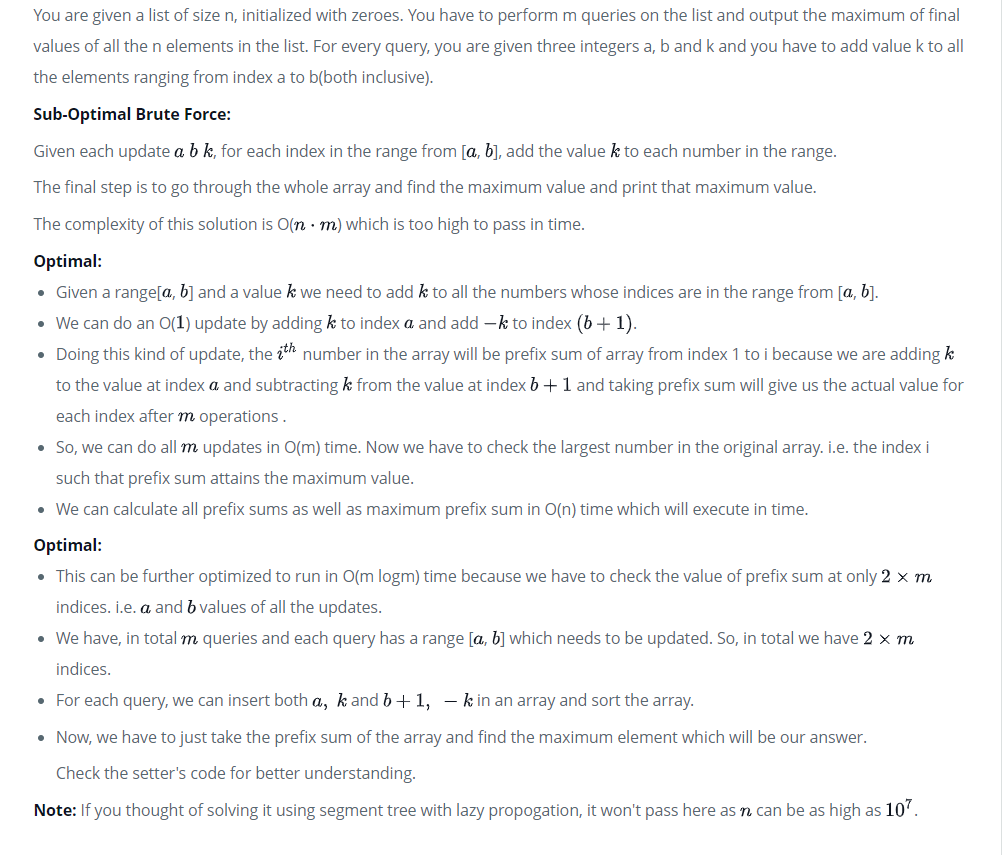 You are given a list of size n, initialized with zeroes. You have to perform m queries on the list and output the maximum of final
values of all the n elements in the list. For every query, you are given three integers a, b and k and you have to add value k to all
the elements ranging from index a to b(both inclusive).
Sub-Optimal Brute Force:
Given each update a b k, for each index in the range from [a, b], add the value k to each number in the range.
The final step is to go through the whole array and find the maximum value and print that maximum value.
The complexity of this solution is O(n · m) which is too high to pass in time.
Optimal:
• Given a range[a, b] and a value k we need to add k to all the numbers whose indices are in the range from [a, b].
• We can do an O(1) update by adding k to index a and add −k to index (b + 1).
• Doing this kind of update, the iᵗʰ number in the array will be prefix sum of array from index 1 to i because we are adding k
to the value at index a and subtracting k from the value at index b + 1 and taking prefix sum will give us the actual value for
each index after m operations .
• So, we can do all m updates in O(m) time. Now we have to check the largest number in the original array. i.e. the index i
such that prefix sum attains the maximum value.
• We can calculate all prefix sums as well as maximum prefix sum in O(n) time which will execute in time.
Optimal:
• This can be further optimized to run in O(m logm) time because we have to check the value of prefix sum at only 2 × m
indices. i.e. a and b values of all the updates.
• We have, in total m queries and each query has a range [a, b] which needs to be updated. So, in total we have 2 × m
indices.
• For each query, we can insert both a, k and b + 1, − k in an array and sort the array.
• Now, we have to just take the prefix sum of the array and find the maximum element which will be our answer.
Check the setter's code for better understanding.
Note: If you thought of solving it using segment tree with lazy propogation, it won't pass here as n can be as high as 10⁷.